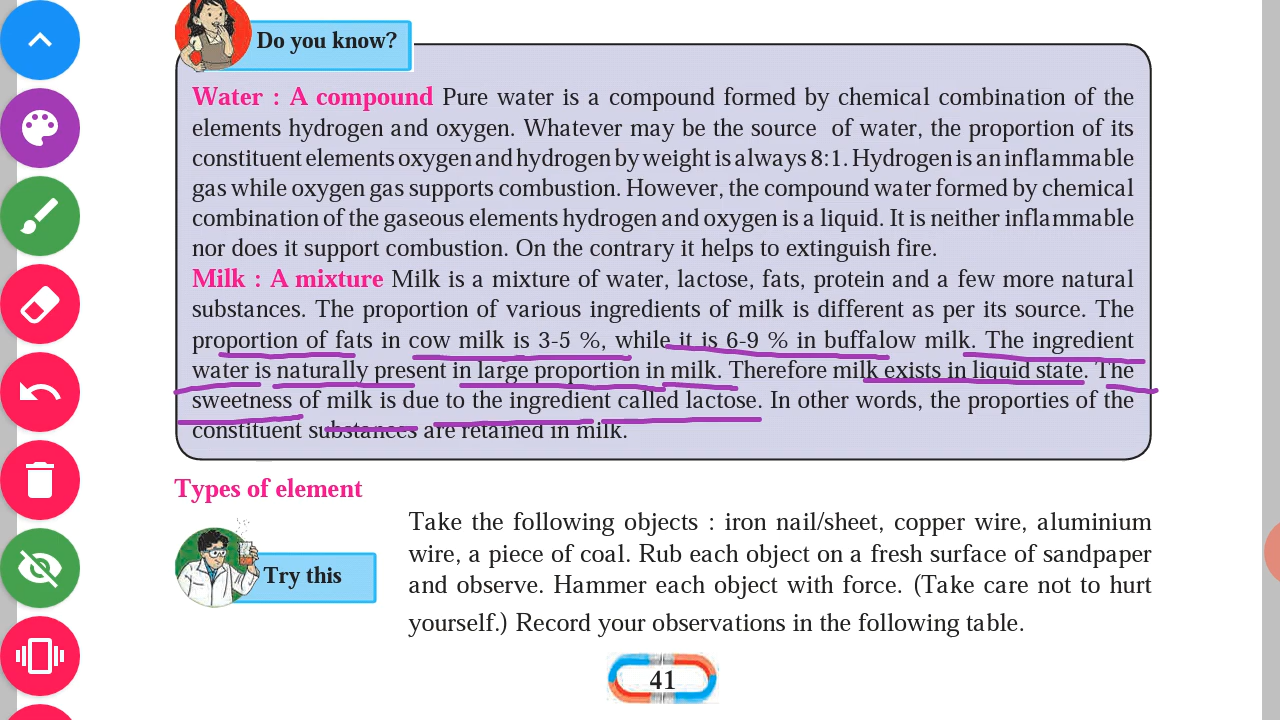 Do you know?
Water : A compound Pure water is a compound formed by chemical combination of the
elements hydrogen and oxygen. Whatever may be the source of water, the proportion of its
constituent elements oxygen and hydrogen by weight is always 8:1. Hydrogen is an inflammable
gas while oxygen gas supports combustion. However, the compound water formed by chemical
combination of the gaseous elements hydrogen and oxygen is a liquid. It is neither inflammable
nor does it support combustion. On the contrary it helps to extinguish fire.
Milk : A mixture Milk is a mixture of water, lactose, fats, protein and a few more natural
substances. The proportion of various ingredients of milk is different as per its source. The
proportion of fats in cow milk is 3-5 %, while it is 6-9 % in buffalow milk. The ingredient
water is naturally present in large proportion in milk. Therefore milk exists in liquid state. The
sweetness of milk is due to the ingredient called lactose. In other words, the proporties of the
constituent substances are retained in milk.
Types of element
Try this
Take the following objects : iron nail/sheet, copper wire, aluminium
wire, a piece of coal. Rub each object on a fresh surface of sandpaper
and observe. Hammer each object with force. (Take care not to hurt
yourself.) Record your observations in the following table.
41